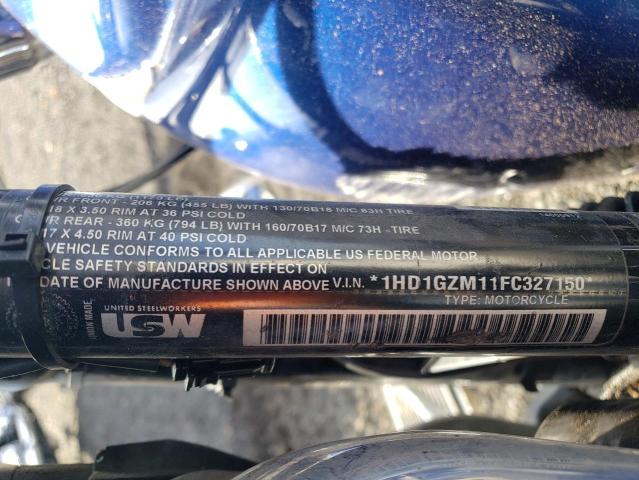 FRONT - 206 KG (455 LB) WITH 130/70B18 M/C 63H TIRE
18 X 3.50 RIM AT 36 PSI COLD
REAR - 360 KG (794 LB) WITH 160/70B17 M/C 73H - TIRE
17 X 4.50 RIM AT 40 PSI COLD
VEHICLE CONFORMS TO ALL APPLICABLE US FEDERAL MOTOR
CLE SAFETY STANDARDS IN EFFECT ON
DATE OF MANUFACTURE SHOWN ABOVE V.I.N. *1HD1GZM11FC327150*
TYPE: MOTORCYCLE
UNION MADE
UNITED STEELWORKERS
USW